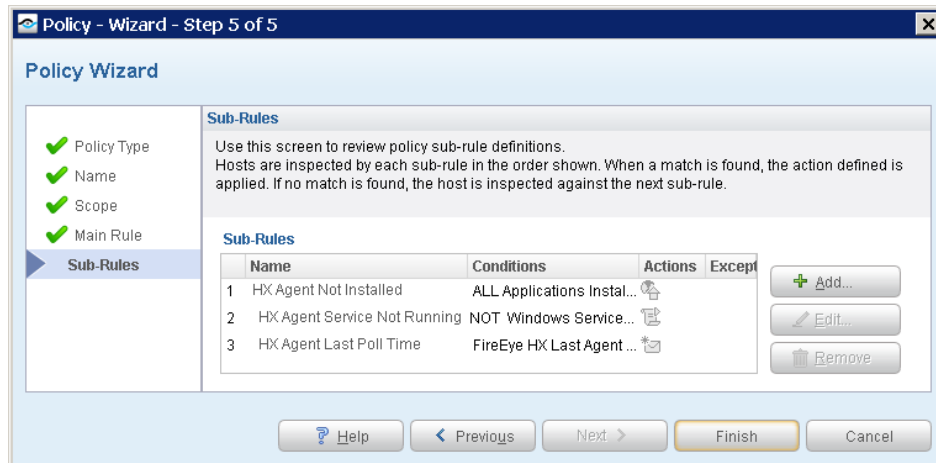 Policy - Wizard - Step 5 of 5
Policy Wizard
Policy Type
Name
Scope
Main Rule
Sub-Rules
Sub-Rules
Use this screen to review policy sub-rule definitions.
Hosts are inspected by each sub-rule in the order shown. When a match is found, the action defined is
applied. If no match is found, the host is inspected against the next sub-rule.
Sub-Rules
Name Conditions Actions Except
1 HX Agent Not Installed ALL Applications Instal...
2 HX Agent Service Not Running NOT Windows Service...
3 HX Agent Last Poll Time FireEye HX Last Agent ...
Add...
Edit...
Remove
Help Previous Next Finish Cancel